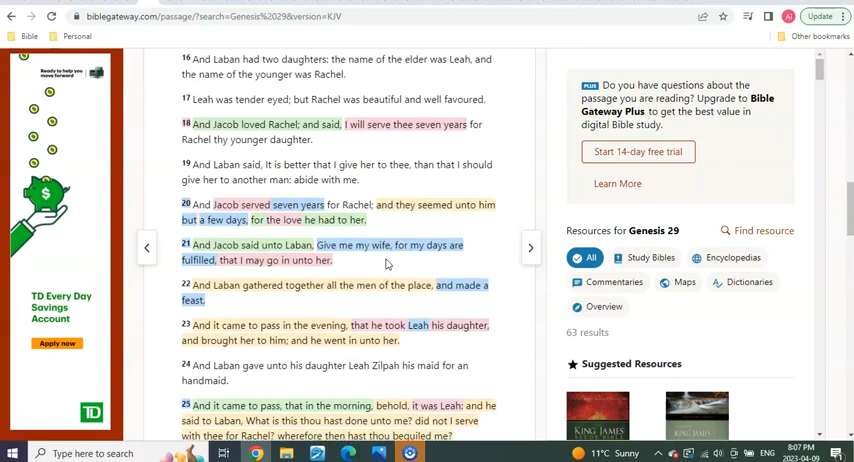 biblegateway.com/passage/?search=Genesis%2029&version=KJV
AI
Update
Bible
Personal
Other bookmarks
Ready to help you
move forward
TD Every Day
Savings
Account
Apply now
TD
16 And Laban had two daughters: the name of the elder was Leah, and
the name of the younger was Rachel.
17 Leah was tender eyed; but Rachel was beautiful and well favoured.
18 And Jacob loved Rachel; and said, I will serve thee seven years for
Rachel thy younger daughter.
19 And Laban said, It is better that I give her to thee, than that I should
give her to another man: abide with me.
20 And Jacob served seven years for Rachel; and they seemed unto him
but a few days, for the love he had to her.
21 And Jacob said unto Laban, Give me my wife, for my days are
fulfilled, that I may go in unto her.
22 And Laban gathered together all the men of the place, and made a
feast.
23 And it came to pass in the evening, that he took Leah his daughter,
and brought her to him; and he went in unto her.
24 And Laban gave unto his daughter Leah Zilpah his maid for an
handmaid.
25 And it came to pass, that in the morning, behold, it was Leah: and he
said to Laban, What is this thou hast done unto me? did not I serve
with thee for Rachel? wherefore then hast thou beguiled me?
PLUS Do you have questions about the
passage you are reading? Upgrade to Bible
Gateway Plus to get the best value in
digital Bible study.
Start 14-day free trial
Learn More
Resources for Genesis 29
Find resource
All
Study Bibles
Encyclopedias
Commentaries
Maps
Dictionaries
Overview
63 results
Suggested Resources
KING JAMES
STUDY BIBLE
KING JAMES
Type here to search
11°C Sunny
ENG
8:07 PM
2023-04-09